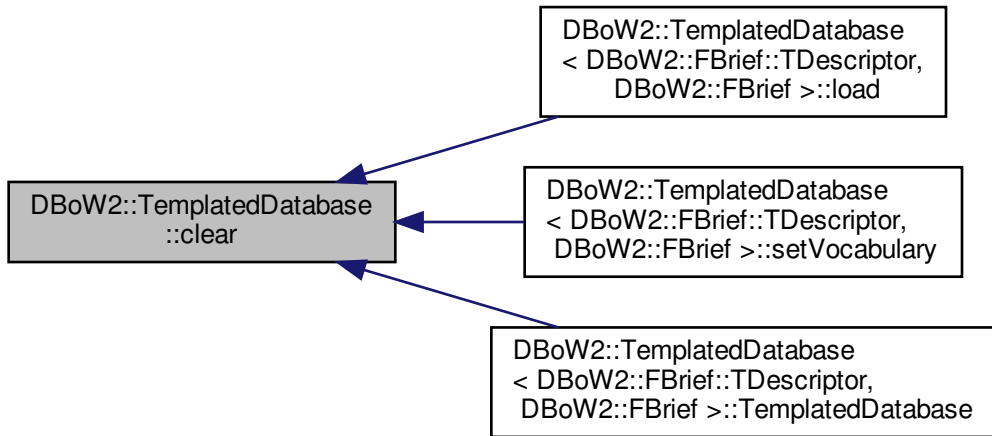 DBoW2::TemplatedDatabase
< DBoW2::FBrief::TDescriptor,
DBoW2::FBrief >::load
DBoW2::TemplatedDatabase
::clear
DBoW2::TemplatedDatabase
< DBoW2::FBrief::TDescriptor,
DBoW2::FBrief >::setVocabulary
DBoW2::TemplatedDatabase
< DBoW2::FBrief::TDescriptor,
DBoW2::FBrief >::TemplatedDatabase